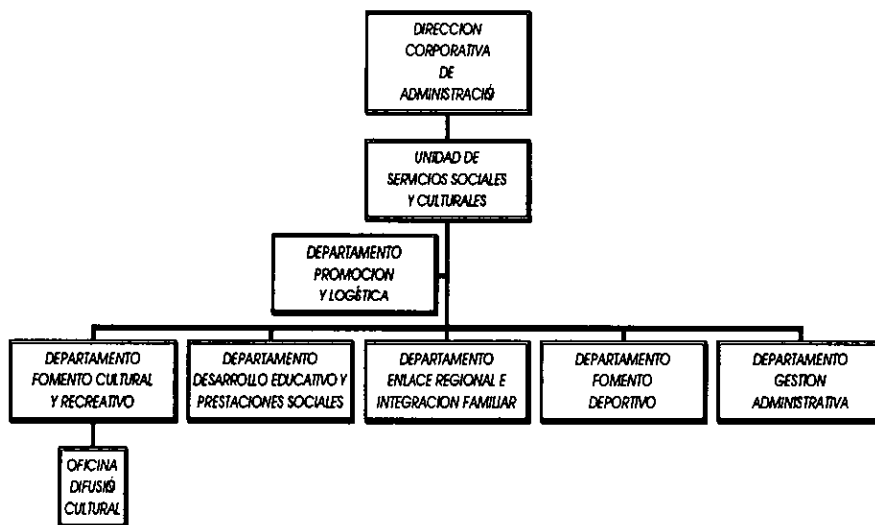 DIRECCION
CORPORATIVA
DE
ADMINISTRACIÓ
UNIDAD DE
SERVICIOS SOCIALES
Y CULTURALES
DEPARTAMENTO
PROMOCION
Y LOGÉTICA
DEPARTAMENTO
FOMENTO CULTURAL
Y RECREATIVO
DEPARTAMENTO
DESARROLLO EDUCATIVO Y
PRESTACIONES SOCIALES
DEPARTAMENTO
ENLACE REGIONAL E
INTEGRACION FAMILIAR
DEPARTAMENTO
FOMENTO
DEPORTIVO
DEPARTAMENTO
GESTION
ADMINISTRATIVA
OFICINA
DIFUSIÓ
CULTURAL